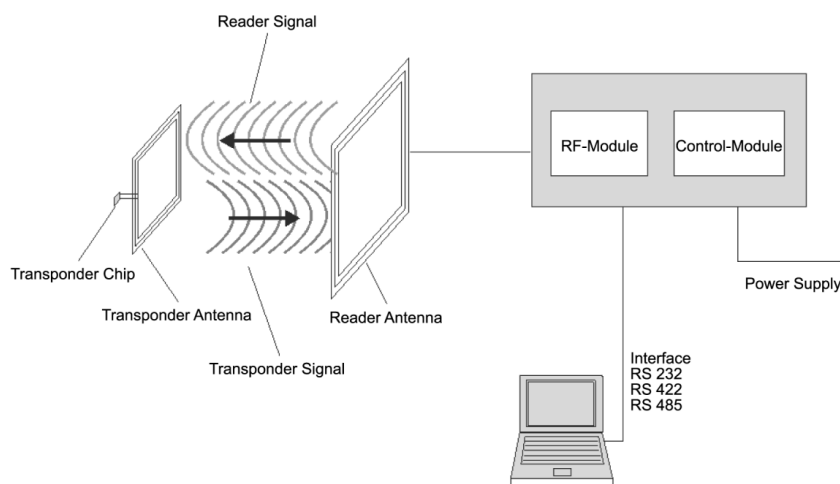 Reader Signal
RF-Module
Control-Module
Transponder Chip
Transponder Antenna
Reader Antenna
Transponder Signal
Power Supply
Interface
RS 232
RS 422
RS 485